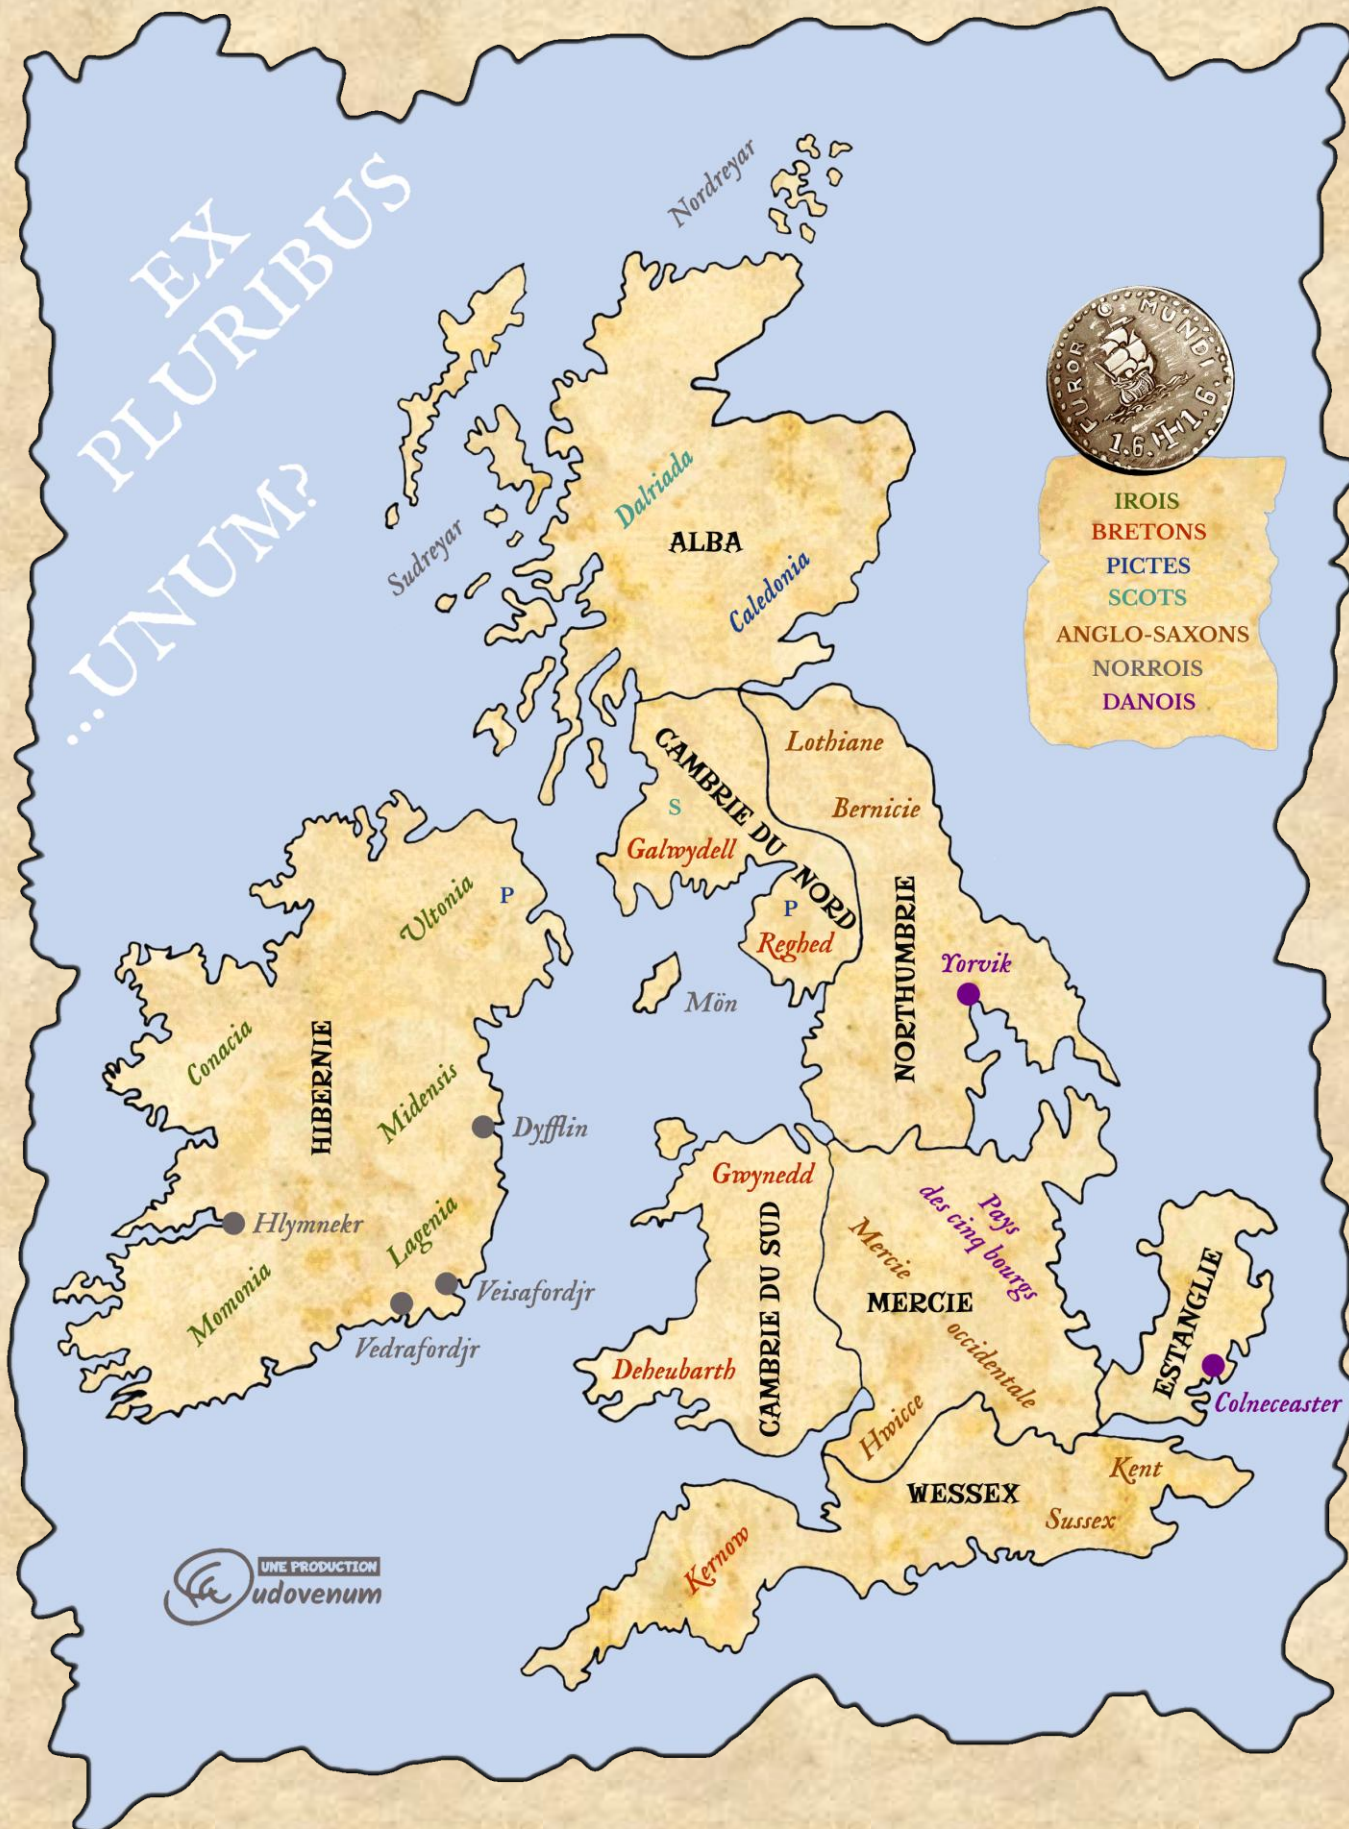 EX
PLURIBUS
...UNUM?
Nordreyar
Sudreyar
FUROR G. MUNDI.
1.6. 1.6.
IROIS
BRETONS
PICTES
SCOTS
ANGLO-SAXONS
NORROIS
DANOIS
Dalriada
ALBA
Caledonia
CAMBRIE DU NORD
Lothiane
Bernicie
S
Galwydell
P
Reghed
NORTHUMBRIE
Yorvik
Mön
Ultonia
P
Conacia
HIBERNIE
Midensis
Dyfflin
Hlymnekr
Lagenia
Momonia
Veisafordjr
Vedrafordjr
Gwynedd
CAMBRIE DU SUD
Deheubarth
Pays
des cinq bourgs
Mercie
occidentale
MERCIE
Hwicce
ESTANGLIE
Colneceaster
WESSEX
Kent
Sussex
Kernow
UNE PRODUCTION
udovenum